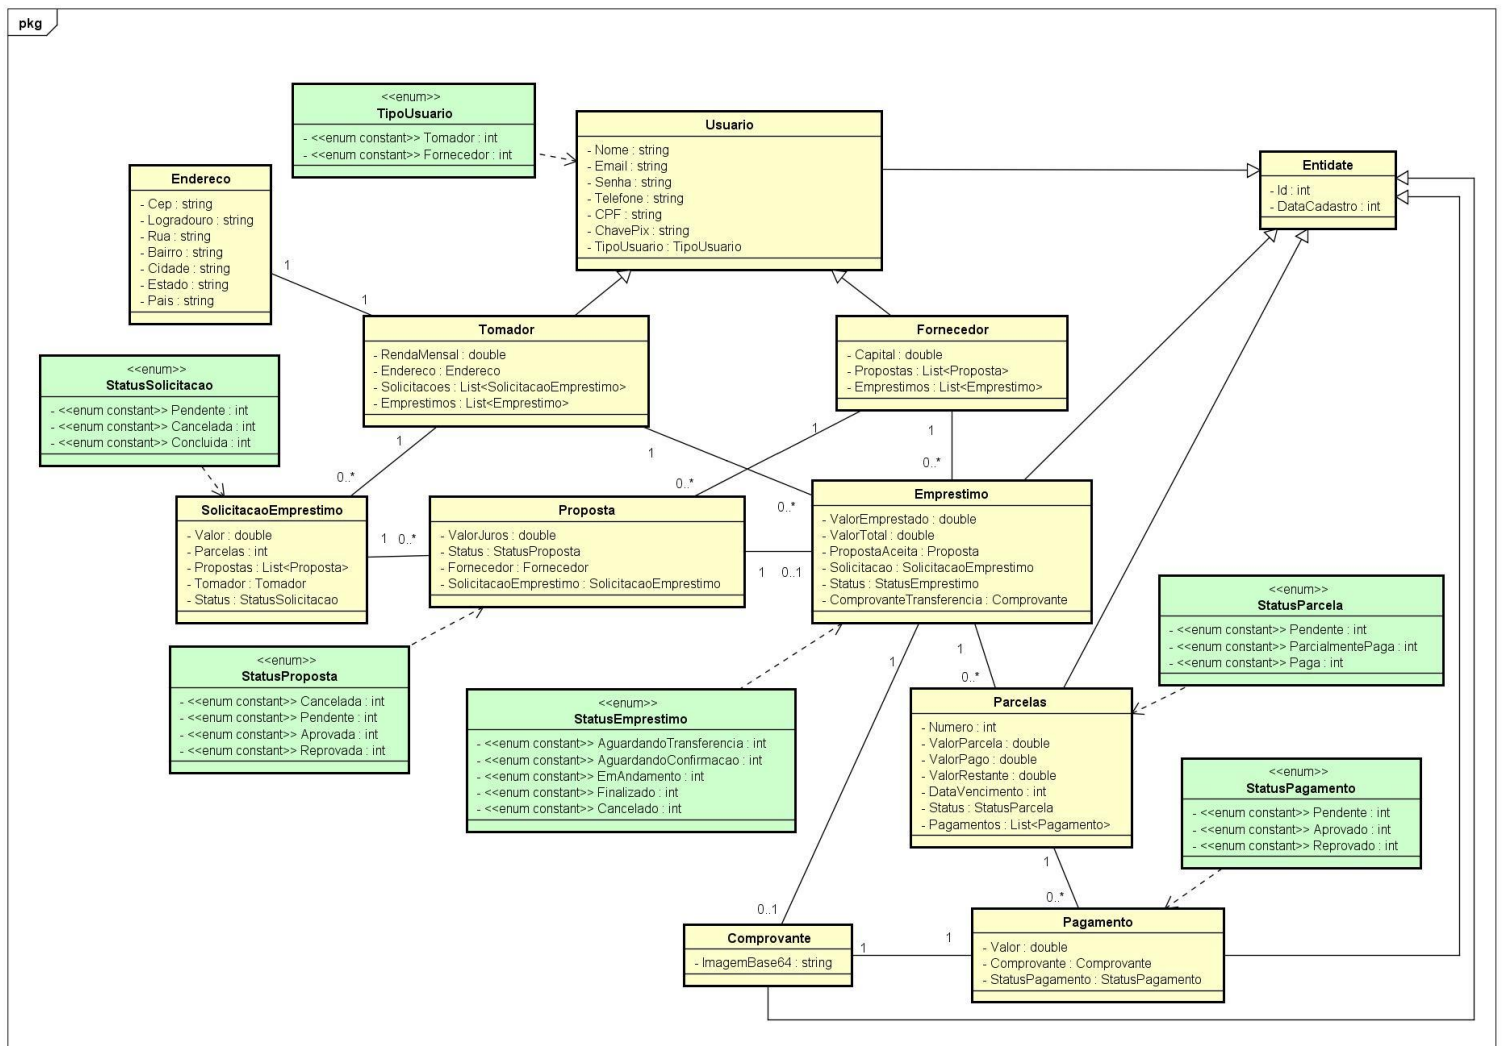 pkg
<<enum>>
TipoUsuario
- <<enum constant>> Tomador : int
- <<enum constant>> Fornecedor : int
Usuario
- Nome : string
- Email : string
- Senha : string
- Telefone : string
- CPF : string
- ChavePix : string
- TipoUsuario : TipoUsuario
Entidate
- Id : int
- DataCadastro : int
Endereco
- Cep : string
- Logradouro : string
- Rua : string
- Bairro : string
- Cidade : string
- Estado : string
- Pais : string
1
1
Tomador
- RendaMensal : double
- Endereco : Endereco
- Solicitacoes : List<SolicitacaoEmprestimo>
- Emprestimos : List<Emprestimo>
Fornecedor
- Capital : double
- Propostas : List<Proposta>
- Emprestimos : List<Emprestimo>
<<enum>>
StatusSolicitacao
- <<enum constant>> Pendente : int
- <<enum constant>> Cancelada : int
- <<enum constant>> Concluida : int
1
0..*
1
0..*
1
0..*
1
0..*
SolicitacaoEmprestimo
- Valor : double
- Parcelas : int
- Propostas : List<Proposta>
- Tomador : Tomador
- Status : StatusSolicitacao
1 0..*
Proposta
- ValorJuros : double
- Status : StatusProposta
- Fornecedor : Fornecedor
- SolicitacaoEmprestimo : SolicitacaoEmprestimo
1 0..1
Emprestimo
- ValorEmprestado : double
- ValorTotal : double
- PropostaAceita : Proposta
- Solicitacao : SolicitacaoEmprestimo
- Status : StatusEmprestimo
- ComprovanteTransferencia : Comprovante
<<enum>>
StatusParcela
- <<enum constant>> Pendente : int
- <<enum constant>> ParcialmentePaga : int
- <<enum constant>> Paga : int
<<enum>>
StatusProposta
- <<enum constant>> Cancelada : int
- <<enum constant>> Pendente : int
- <<enum constant>> Aprovada : int
- <<enum constant>> Reprovada : int
<<enum>>
StatusEmprestimo
- <<enum constant>> AguardandoTransferencia : int
- <<enum constant>> AguardandoConfirmacao : int
- <<enum constant>> EmAndamento : int
- <<enum constant>> Finalizado : int
- <<enum constant>> Cancelado : int
1
1
0..*
Parcelas
- Numero : int
- ValorParcela : double
- ValorPago : double
- ValorRestante : double
- DataVencimento : int
- Status : StatusParcela
- Pagamentos : List<Pagamento>
<<enum>>
StatusPagamento
- <<enum constant>> Pendente : int
- <<enum constant>> Aprovado : int
- <<enum constant>> Reprovado : int
1
0..*
0..1
Comprovante
- ImagemBase64 : string
1
1
Pagamento
- Valor : double
- Comprovante : Comprovante
- StatusPagamento : StatusPagamento